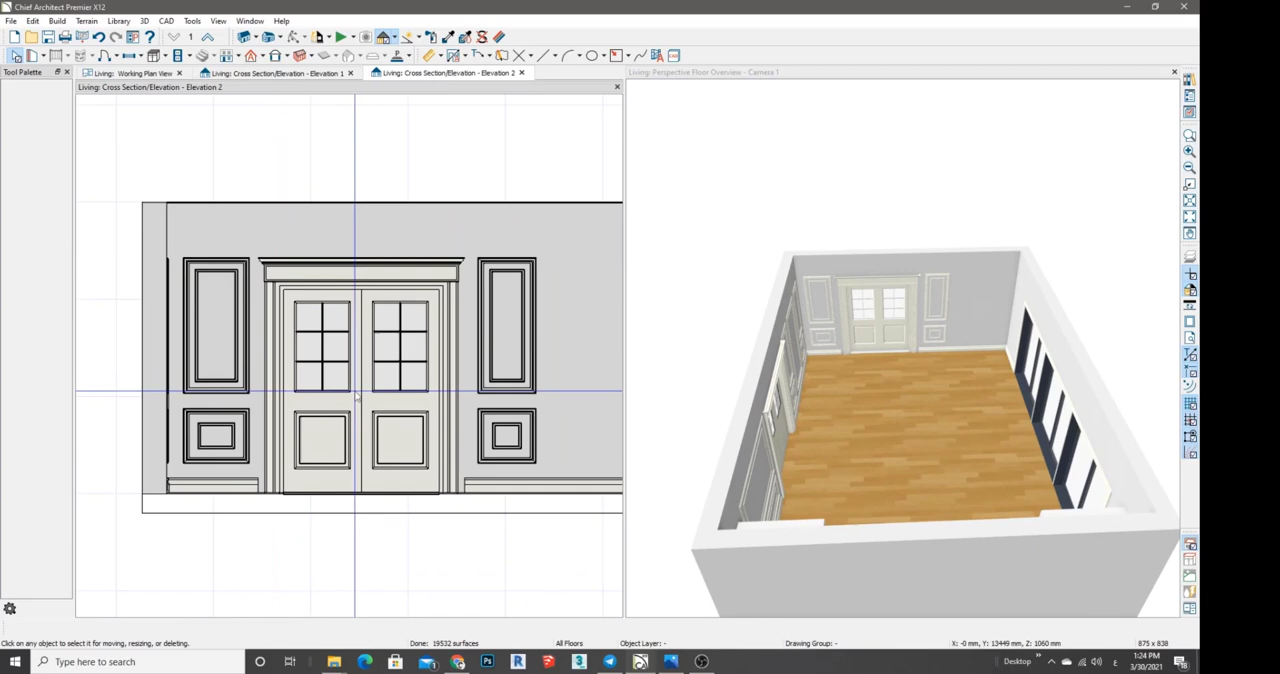 Chief Architect Premier X12
File Edit Build Terrain Library 3D CAD Tools View Window Help
1
Tool Palette
Living: Working Plan View
Living: Cross Section/Elevation - Elevation 1
Living: Cross Section/Elevation - Elevation 2
Living: Perspective Floor Overview - Camera 1
Living: Cross Section/Elevation - Elevation 2
Click on any object to select it for moving, resizing, or deleting.
Done: 19532 surfaces
All Floors
Object Layer: -
Drawing Group: -
X: -0 mm, Y: 13449 mm, Z: 1060 mm
875 x 838
Type here to search
Desktop
ع
1:24 PM
3/30/2021